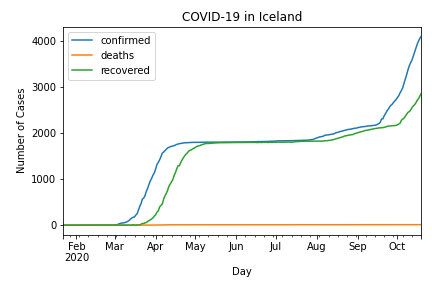 COVID-19 in Iceland
confirmed
deaths
recovered
Number of Cases
4000
3000
2000
1000
0
Feb Mar Apr May Jun Jul Aug Sep Oct
2020
Day